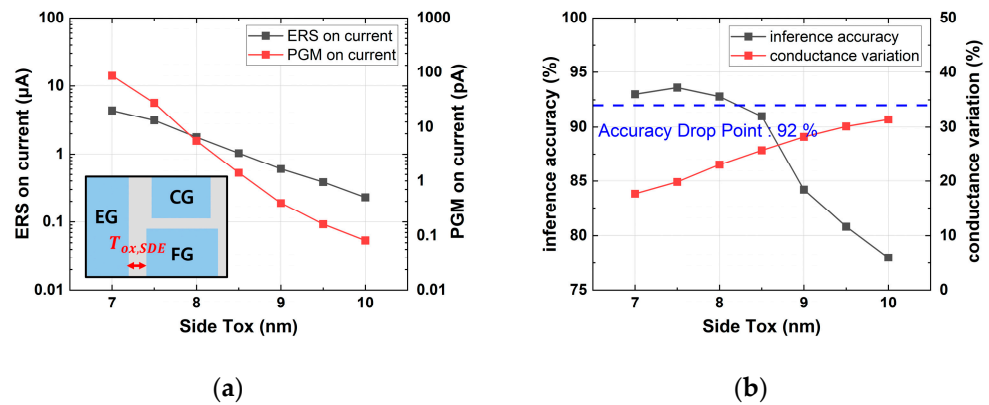 100
10
1
0.1
0.01
ERS on current (µA)
ERS on current
PGM on current
1000
100
10
1
0.1
0.01
PGM on current (pA)
EG
CG
FG
Tox,SDE
7
8
9
10
Side Tox (nm)
(a)
100
95
90
85
80
75
inference accuracy (%)
inference accuracy
conductance variation
Accuracy Drop Point : 92 %
50
40
30
20
10
0
conductance variation (%)
7
8
9
10
Side Tox (nm)
(b)